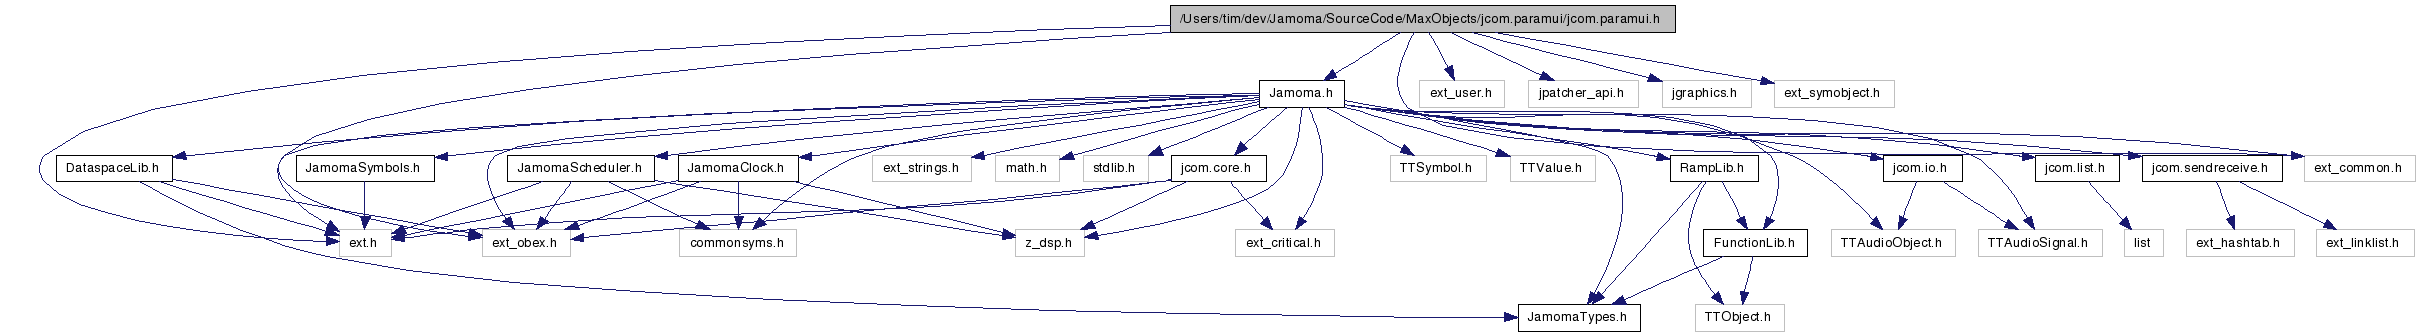 /Users/tim/dev/Jamoma/SourceCode/MaxObjects/jcom.paramui/jcom.paramui.h
Jamoma.h
ext_user.h
jpatcher_api.h
jgraphics.h
ext_symobject.h
DataspaceLib.h
JamomaSymbols.h
JamomaScheduler.h
JamomaClock.h
ext_strings.h
math.h
stdlib.h
jcom.core.h
TTSymbol.h
TTValue.h
RampLib.h
jcom.io.h
jcom.list.h
jcom.sendreceive.h
ext_common.h
ext.h
ext_obex.h
commonsyms.h
z_dsp.h
ext_critical.h
FunctionLib.h
TTAudioObject.h
TTAudioSignal.h
list
ext_hashtab.h
ext_linklist.h
JamomaTypes.h
TTObject.h